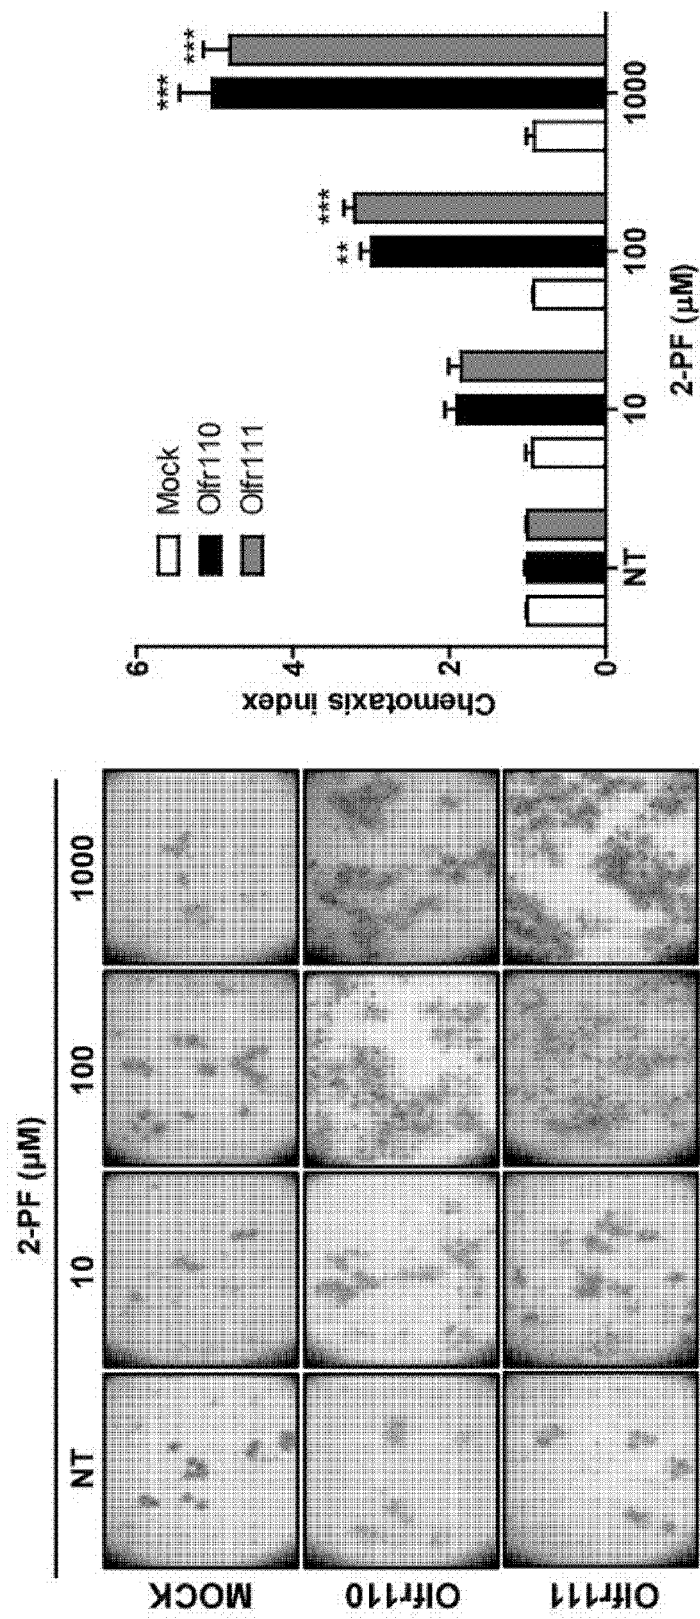 2-PF (µM)
NT 10 100 1000
MOCK
Olfr110
Olfr111
Chemotaxis index
6
4
2
0
Mock
Olfr110
Olfr111
** *** *** ***
NT 10 100 1000
2-PF (µM)